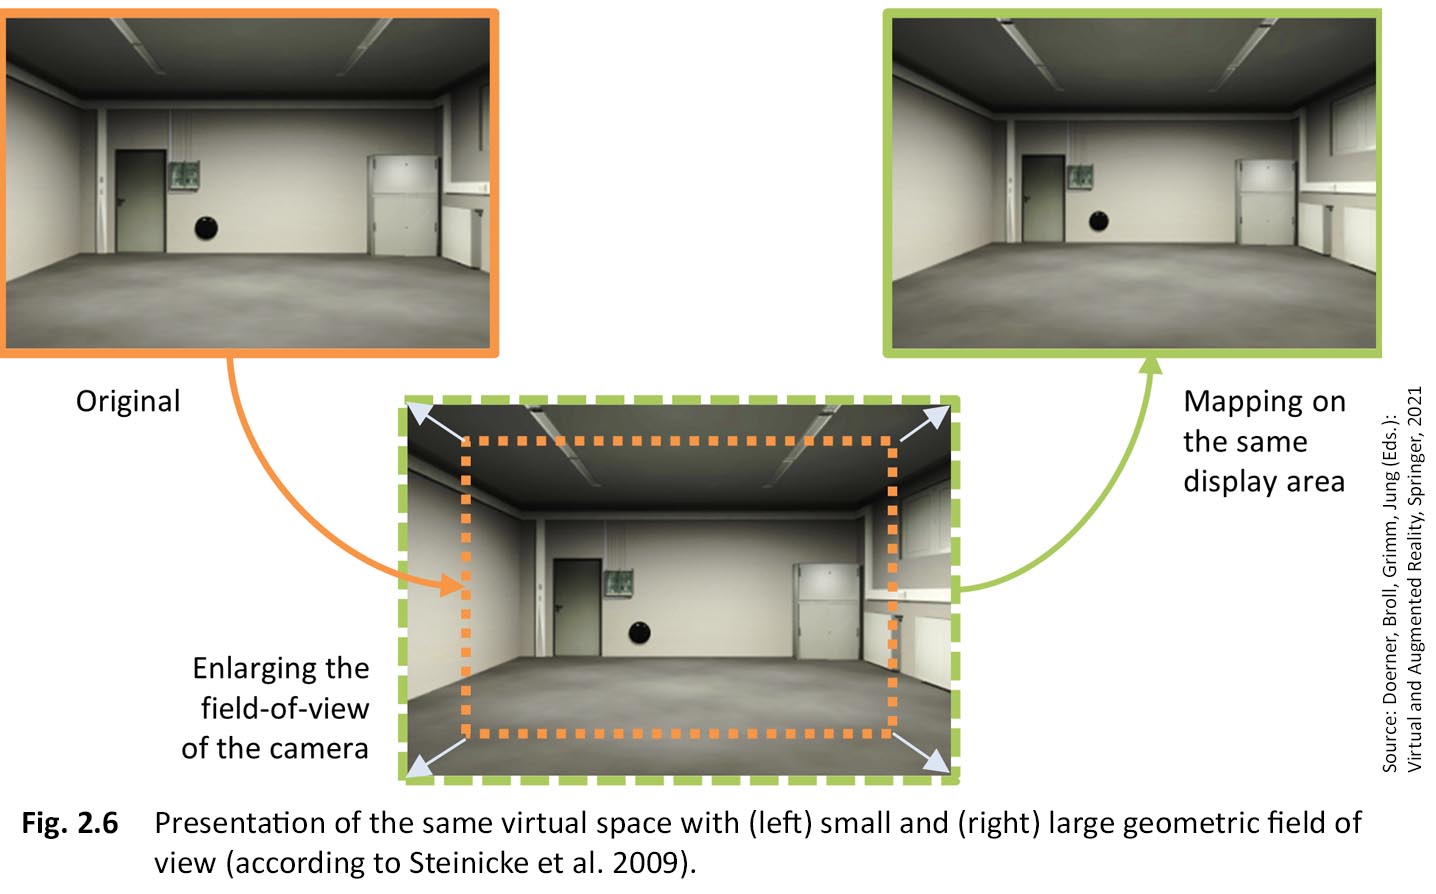 Original
Mapping on
the same
display area
Enlarging the
field-of-view
of the camera
Source: Doerner, Broll, Grimm, Jung (Eds.):
Virtual and Augmented Reality, Springer, 2021
Fig. 2.6 Presentation of the same virtual space with (left) small and (right) large geometric field of
view (according to Steinicke et al. 2009).